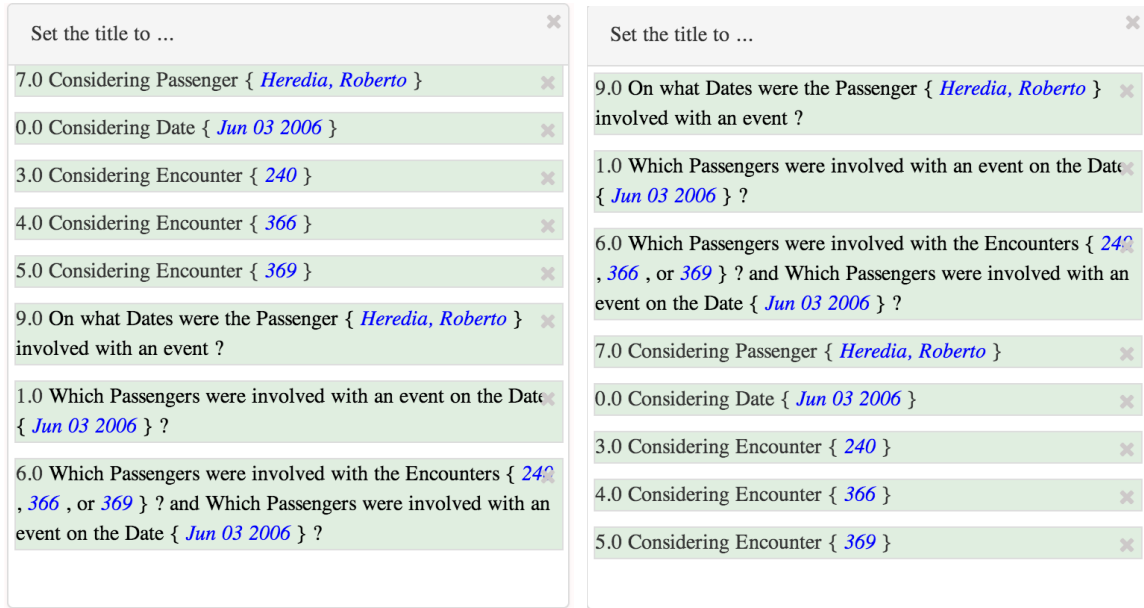 Set the title to ...
7.0 Considering Passenger { Heredia, Roberto }
0.0 Considering Date { Jun 03 2006 }
3.0 Considering Encounter { 240 }
4.0 Considering Encounter { 366 }
5.0 Considering Encounter { 369 }
9.0 On what Dates were the Passenger { Heredia, Roberto }
involved with an event ?
1.0 Which Passengers were involved with an event on the Date
{ Jun 03 2006 } ?
6.0 Which Passengers were involved with the Encounters { 240
, 366 , or 369 } ? and Which Passengers were involved with an
event on the Date { Jun 03 2006 } ?
Set the title to ...
9.0 On what Dates were the Passenger { Heredia, Roberto }
involved with an event ?
1.0 Which Passengers were involved with an event on the Date
{ Jun 03 2006 } ?
6.0 Which Passengers were involved with the Encounters { 240
, 366 , or 369 } ? and Which Passengers were involved with an
event on the Date { Jun 03 2006 } ?
7.0 Considering Passenger { Heredia, Roberto }
0.0 Considering Date { Jun 03 2006 }
3.0 Considering Encounter { 240 }
4.0 Considering Encounter { 366 }
5.0 Considering Encounter { 369 }